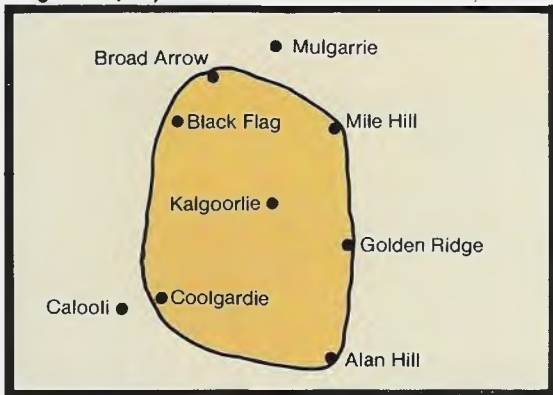 Mulgarrie
Broad Arrow
Black Flag
Mile Hill
Kalgoorlie
Golden Ridge
Coolgardie
Calooli
Alan Hill